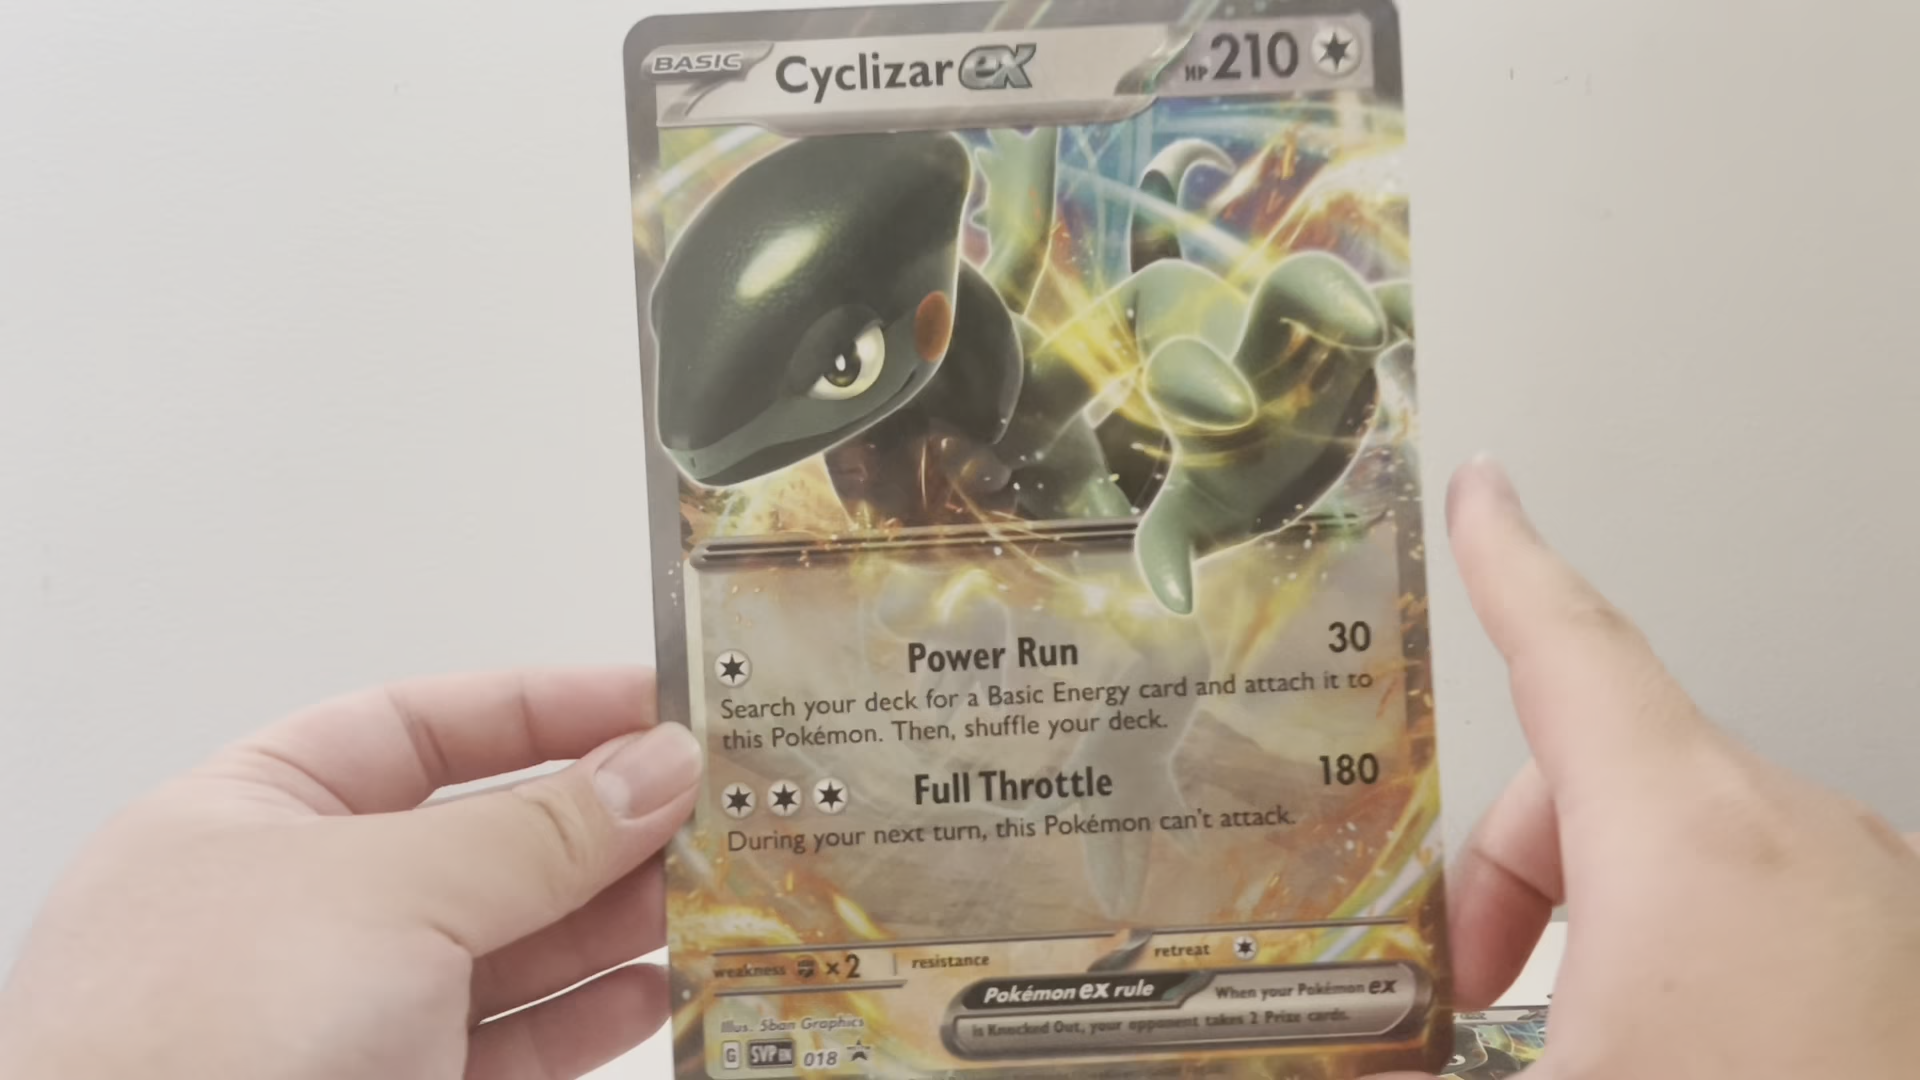 BASIC Cyclizar ex HP 210
Power Run 30
Search your deck for a Basic Energy card and attach it to
this Pokémon. Then, shuffle your deck.
Full Throttle 180
During your next turn, this Pokémon can't attack.
weakness ×2 resistance retreat
Pokémon ex rule When your Pokémon ex
is Knocked Out, your opponent takes 2 Prize cards.
Illus. 5ban Graphics
G SVP EN 018